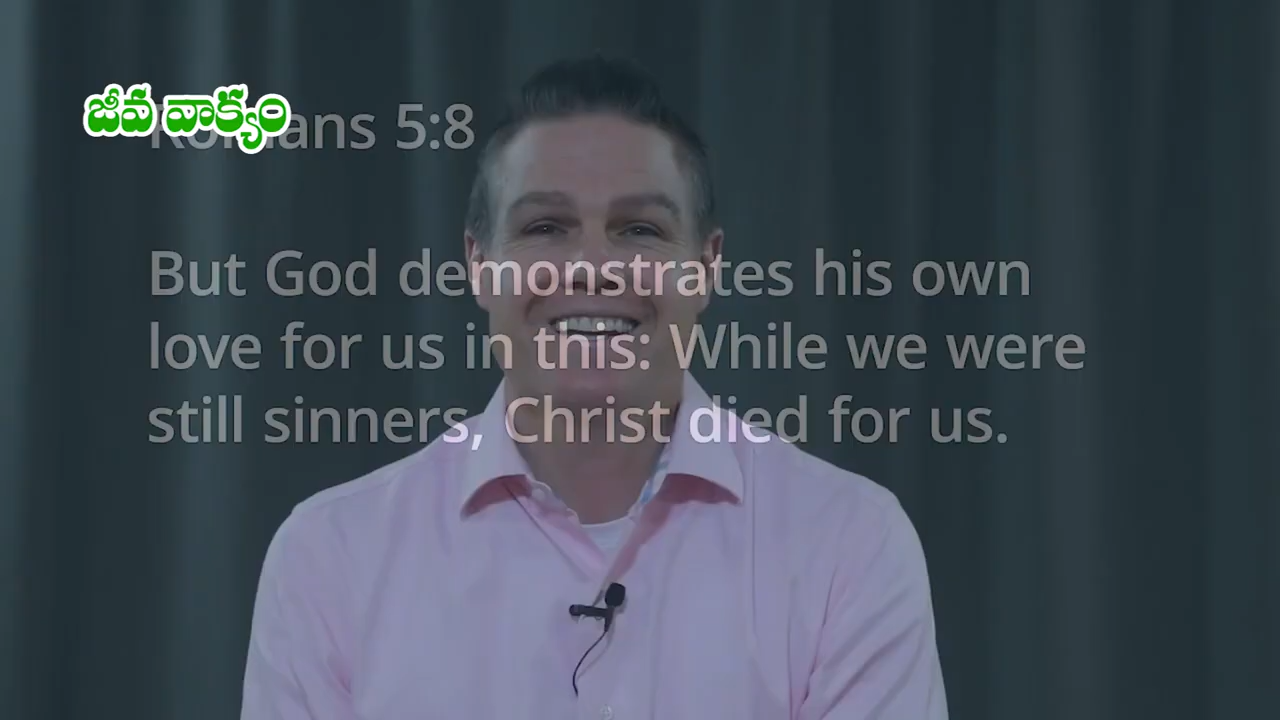 జీవ వాక్యం
Romans 5:8
But God demonstrates his own
love for us in this: While we were
still sinners, Christ died for us.